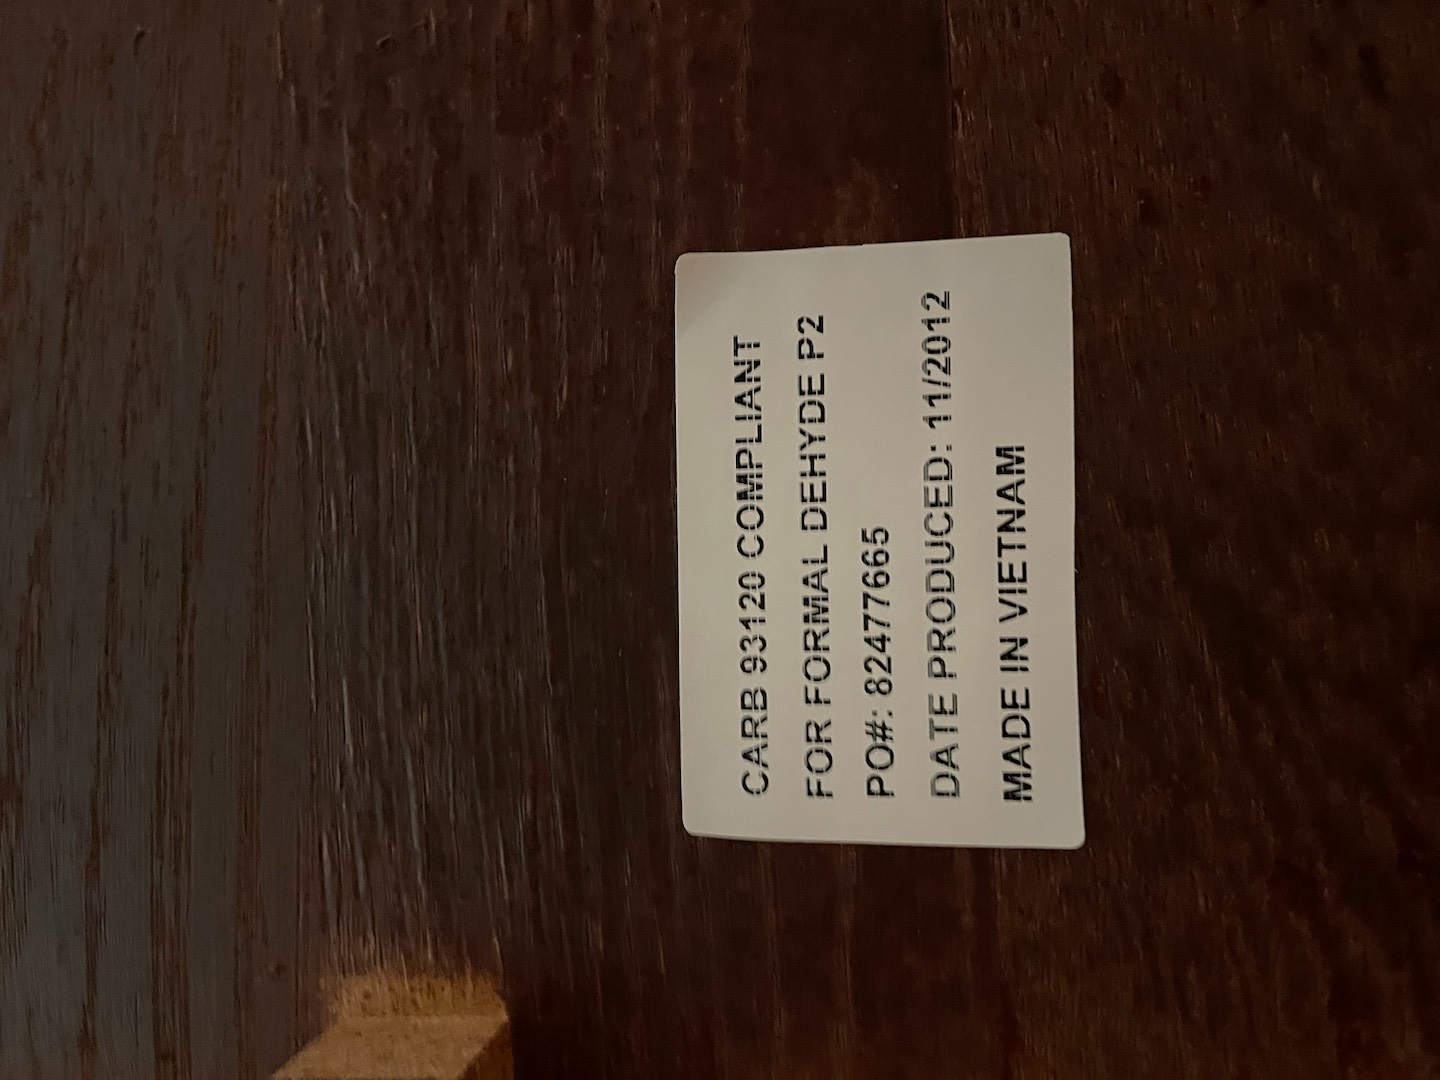 CARB 93120 COMPLIANT
FOR FORMAL DEHYDE P2
PO#: 82477665
DATE PRODUCED: 11/2012
MADE IN VIETNAM